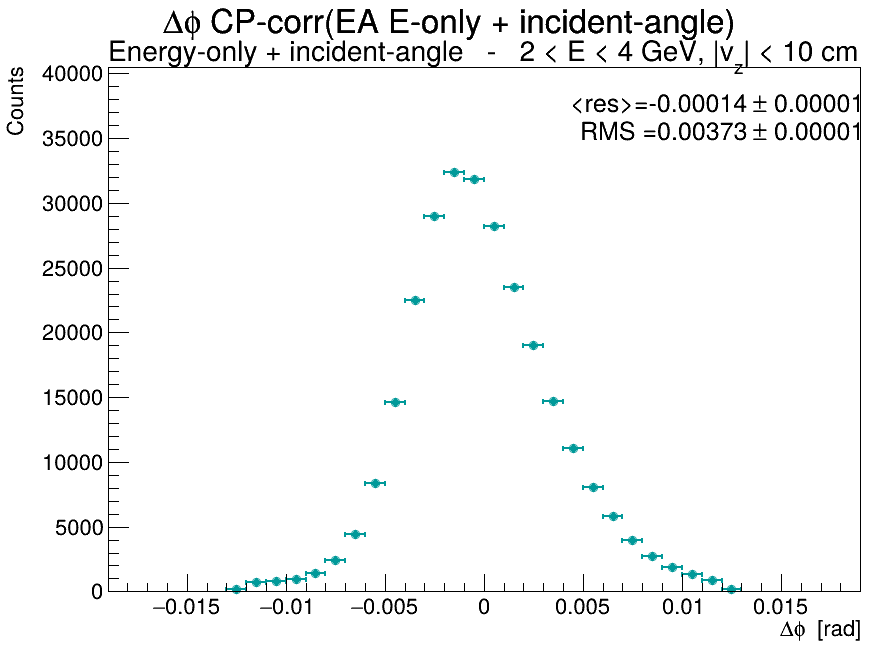 Δϕ CP-corr(EA E-only + incident-angle)
Energy-only + incident-angle - 2 < E < 4 GeV, |v_z| < 10 cm
Counts
<res>=-0.00014 ± 0.00001
RMS =0.00373 ± 0.00001
40000
35000
30000
25000
20000
15000
10000
5000
0
−0.015 −0.01 −0.005 0 0.005 0.01 0.015
Δϕ [rad]